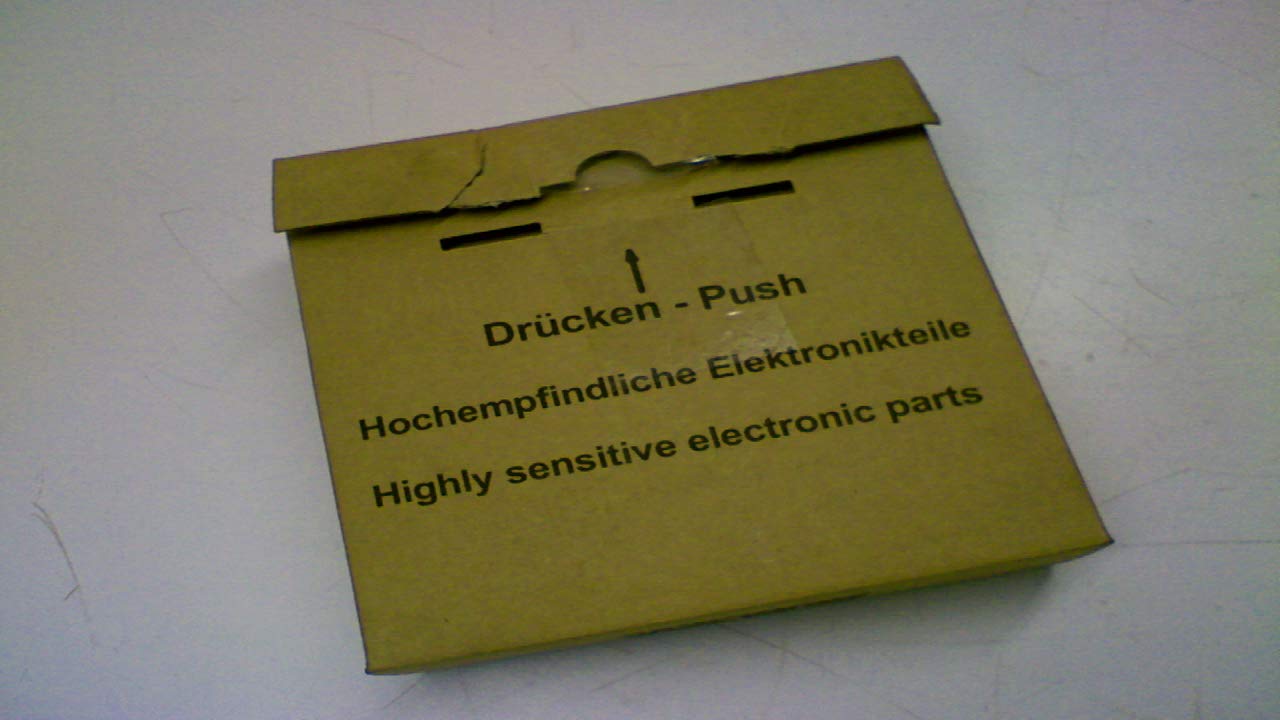 Drücken - Push
Hochempfindliche Elektronikteile
Highly sensitive electronic parts